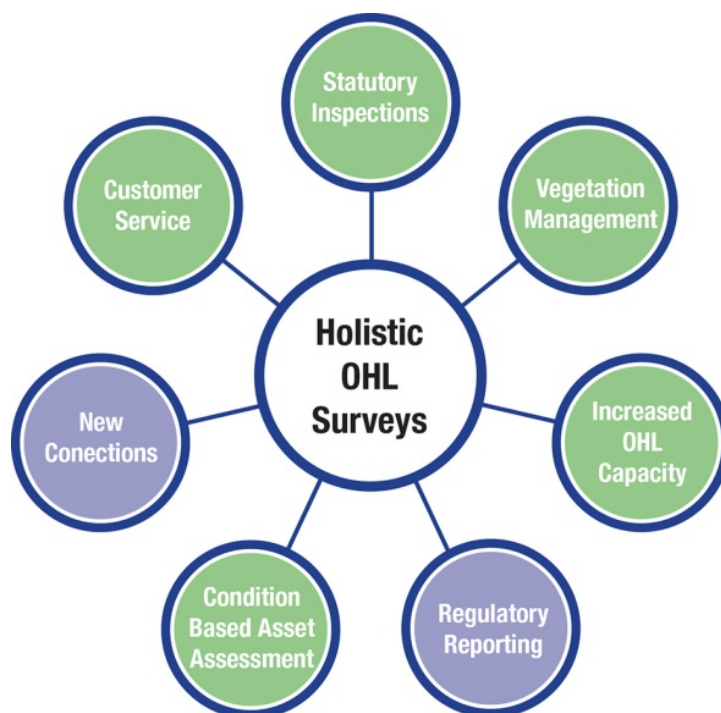 Statutory
Inspections
Vegetation
Management
Increased
OHL
Capacity
Regulatory
Reporting
Condition
Based Asset
Assessment
New
Conections
Customer
Service
Holistic
OHL
Surveys